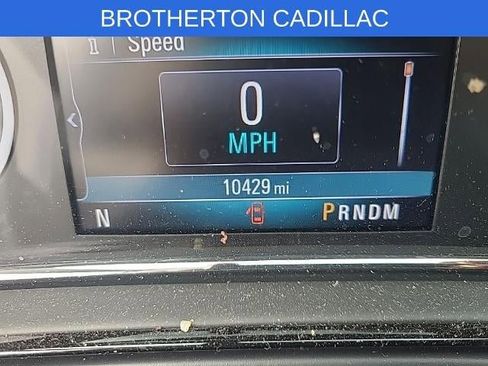 BROTHERTON CADILLAC
i Speed
0
MPH
10429 mi
N PRNDM